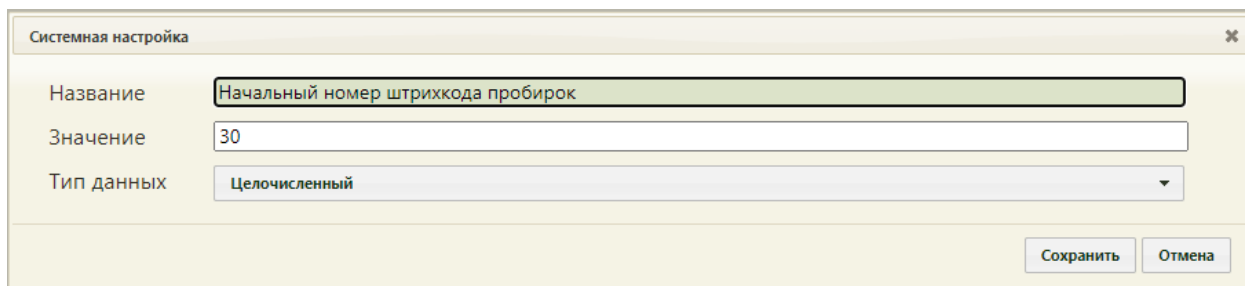 Системная настройка
Название Начальный номер штрихкода пробирок
Значение 30
Тип данных Целочисленный
Сохранить Отмена